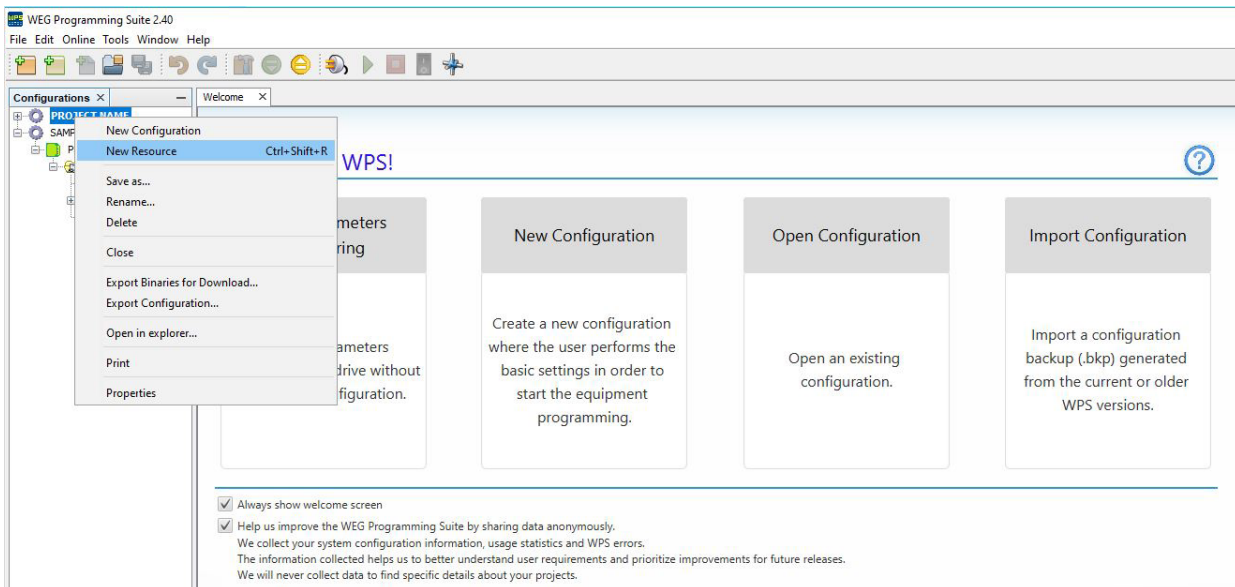 WPS
WEG Programming Suite 2.40
File Edit Online Tools Window Help
Configurations
Welcome
PROJECT NAME
SAMP
P
New Configuration
New Resource Ctrl+Shift+R
Save as...
Rename...
Delete
Close
Export Binaries for Download...
Export Configuration...
Open in explorer...
Print
Properties
WPS!
?
meters
ring
ameters
drive without
figuration.
New Configuration
Create a new configuration
where the user performs the
basic settings in order to
start the equipment
programming.
Open Configuration
Open an existing
configuration.
Import Configuration
Import a configuration
backup (.bkp) generated
from the current or older
WPS versions.
Always show welcome screen
Help us improve the WEG Programming Suite by sharing data anonymously.
We collect your system configuration information, usage statistics and WPS errors.
The information collected helps us to better understand user requirements and prioritize improvements for future releases.
We will never collect data to find specific details about your projects.